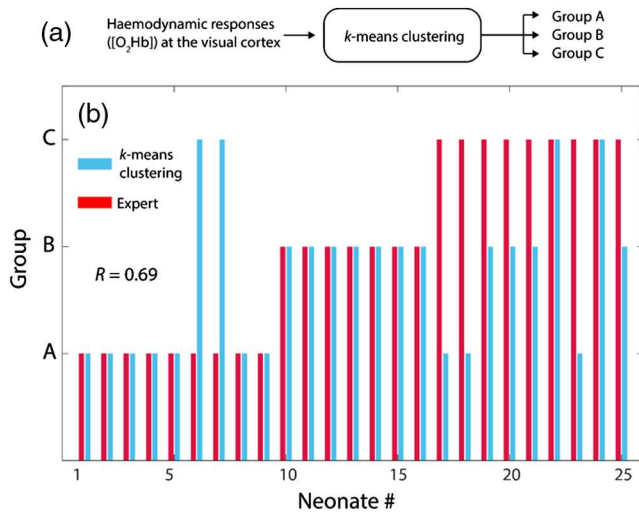 (a)
Haemodynamic responses
([O₂Hb]) at the visual cortex
k-means clustering
Group A
Group B
Group C
(b)
C
B
A
Group
k-means
clustering
Expert
R = 0.69
1 5 10 15 20 25
Neonate #